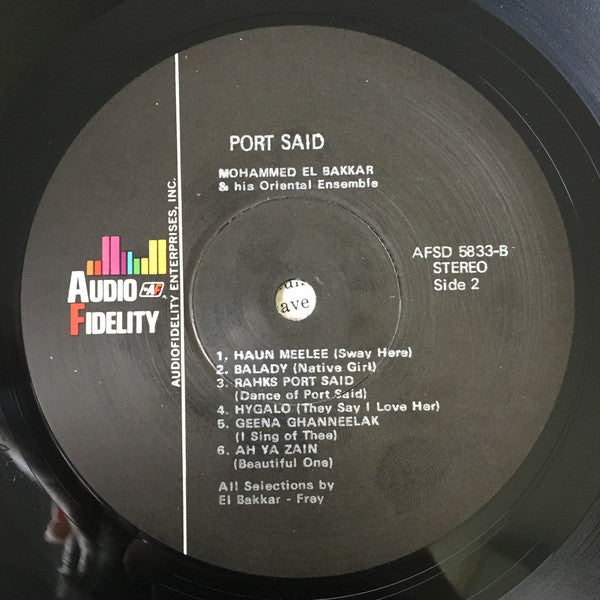 PORT SAID
MOHAMMED EL BAKKAR
& his Oriental Ensemble
AUDIO
FIDELITY
AUDIOFIDELITY ENTERPRISES, INC.
AFSD 5833-B
STEREO
Side 2
ave
1. HAUN MEELEE (Sway Here)
2. BALADY (Native Girl)
3. RAHKS PORT SAID
(Dance of Port Said)
4. HYGALO (They Say I Love Her)
5. GEENA GHANNEELAK
(I Sing of Thee)
6. AH YA ZAIN
(Beautiful One)
All Selections by
El Bakkar - Frey